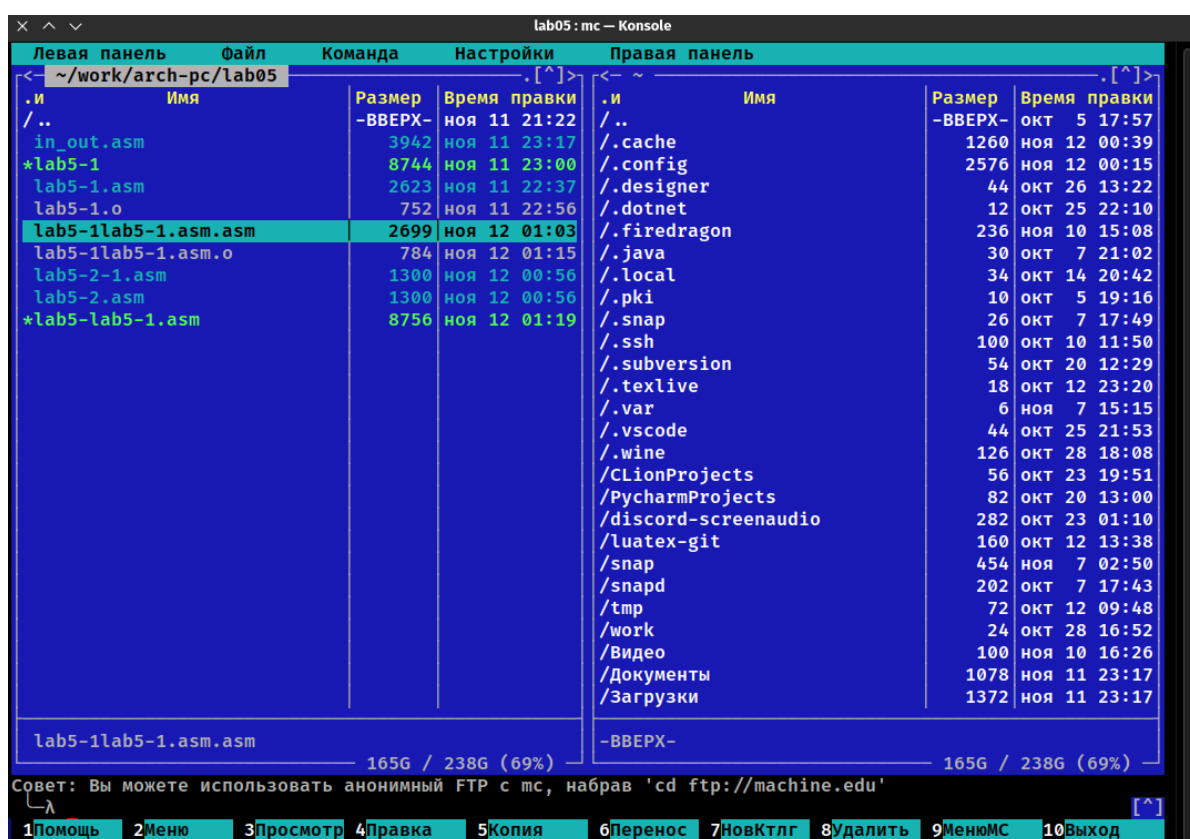 lab05 : mc — Konsole
Левая панель Файл Команда Настройки Правая панель
<— ~/work/arch-pc/lab05 .[^]> <— ~ .[^]>
.и Имя Размер Время правки .и Имя Размер Время правки
/.. -ВВЕРХ- ноя 11 21:22 /.. -ВВЕРХ- окт 5 17:57
in_out.asm 3942 ноя 11 23:17 /.cache 1260 ноя 12 00:39
*lab5-1 8744 ноя 11 23:00 /.config 2576 ноя 12 00:15
lab5-1.asm 2623 ноя 11 22:37 /.designer 44 окт 26 13:22
lab5-1.o 752 ноя 11 22:56 /.dotnet 12 окт 25 22:10
lab5-1lab5-1.asm.asm 2699 ноя 12 01:03 /.firedragon 236 ноя 10 15:08
lab5-1lab5-1.asm.o 784 ноя 12 01:15 /.java 30 окт 7 21:02
lab5-2-1.asm 1300 ноя 12 00:56 /.local 34 окт 14 20:42
lab5-2.asm 1300 ноя 12 00:56 /.pki 10 окт 5 19:16
*lab5-lab5-1.asm 8756 ноя 12 01:19 /.snap 26 окт 7 17:49
/.ssh 100 окт 10 11:50
/.subversion 54 окт 20 12:29
/.texlive 18 окт 12 23:20
/.var 6 ноя 7 15:15
/.vscode 44 окт 25 21:53
/.wine 126 окт 28 18:08
/CLionProjects 56 окт 23 19:51
/PycharmProjects 82 окт 20 13:00
/discord-screenaudio 282 окт 23 01:10
/luatex-git 160 окт 12 13:38
/snap 454 ноя 7 02:50
/snapd 202 окт 7 17:43
/tmp 72 окт 12 09:48
/work 24 окт 28 16:52
/Видео 100 ноя 10 16:26
/Документы 1078 ноя 11 23:17
/Загрузки 1372 ноя 11 23:17
lab5-1lab5-1.asm.asm -ВВЕРХ-
165G / 238G (69%) 165G / 238G (69%)
Совет: Вы можете использовать анонимный FTP с mc, набрав 'cd ftp://machine.edu'
╰─λ [^]
1Помощь 2Меню 3Просмотр 4Правка 5Копия 6Перенос 7НовКтлг 8Удалить 9МенюMC 10Выход